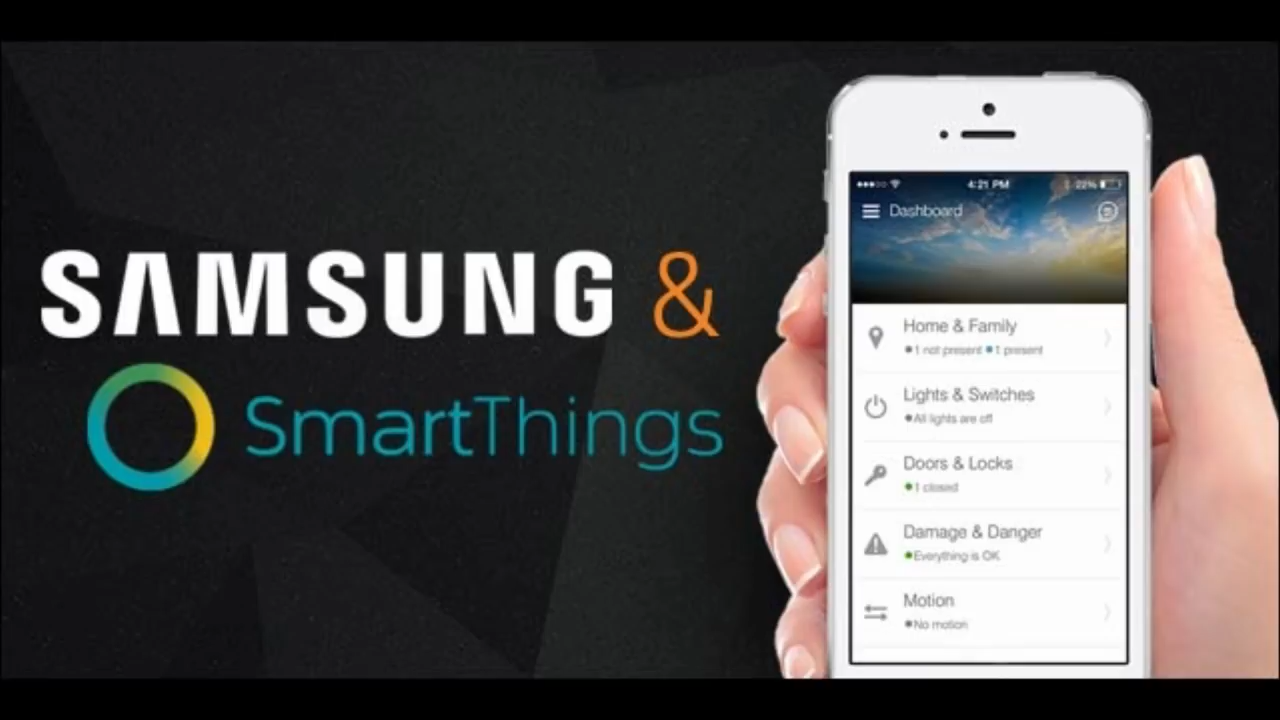 SAMSUNG &
SmartThings
4:21 PM
22%
Dashboard
Home & Family
1 not present 1 present
Lights & Switches
All lights are off
Doors & Locks
1 closed
Damage & Danger
Everything is OK
Motion
No motion